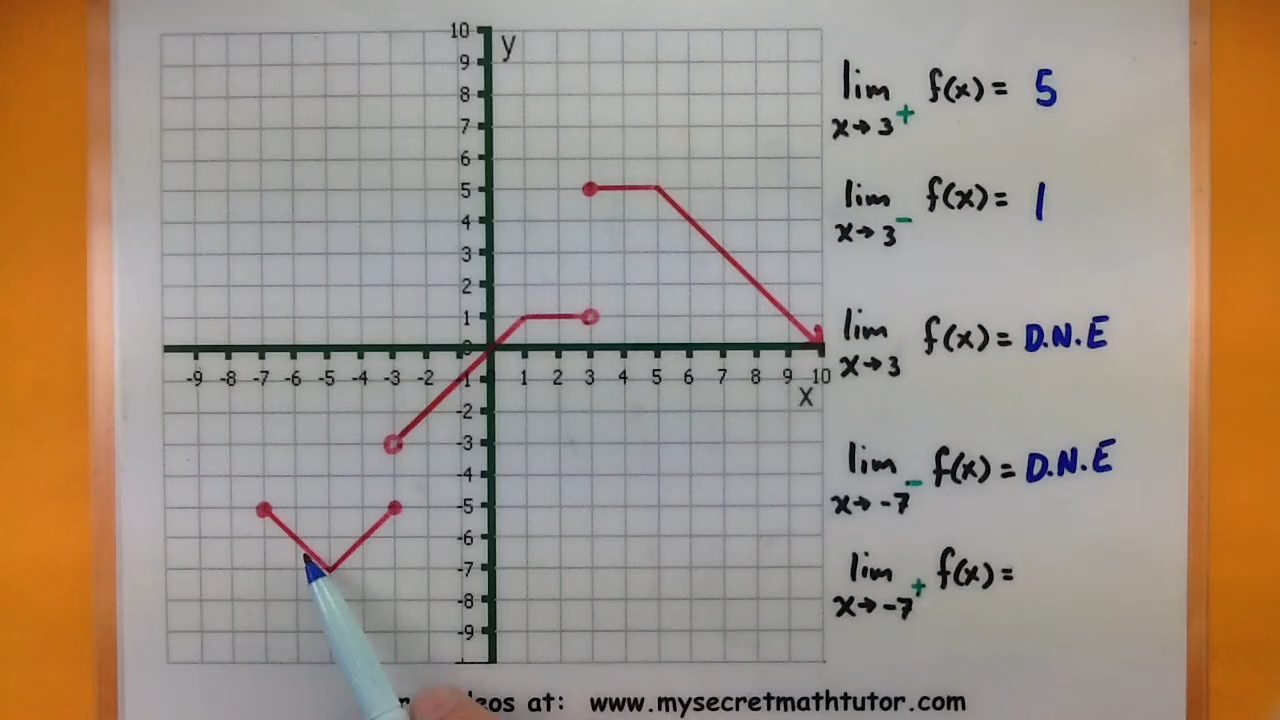 10
y
9
8
7
6
5
4
3
2
1
0
-9 -8 -7 -6 -5 -4 -3 -2 1 2 3 4 5 6 7 8 9 10
x
-2
-3
-4
-5
-6
-7
-8
-9
lim x→3+ f(x) = 5
lim x→3- f(x) = 1
lim x→3 f(x) = D.N.E
lim x→-7- f(x) = D.N.E
lim x→-7+ f(x) =
at: www.mysecretmathtutor.com